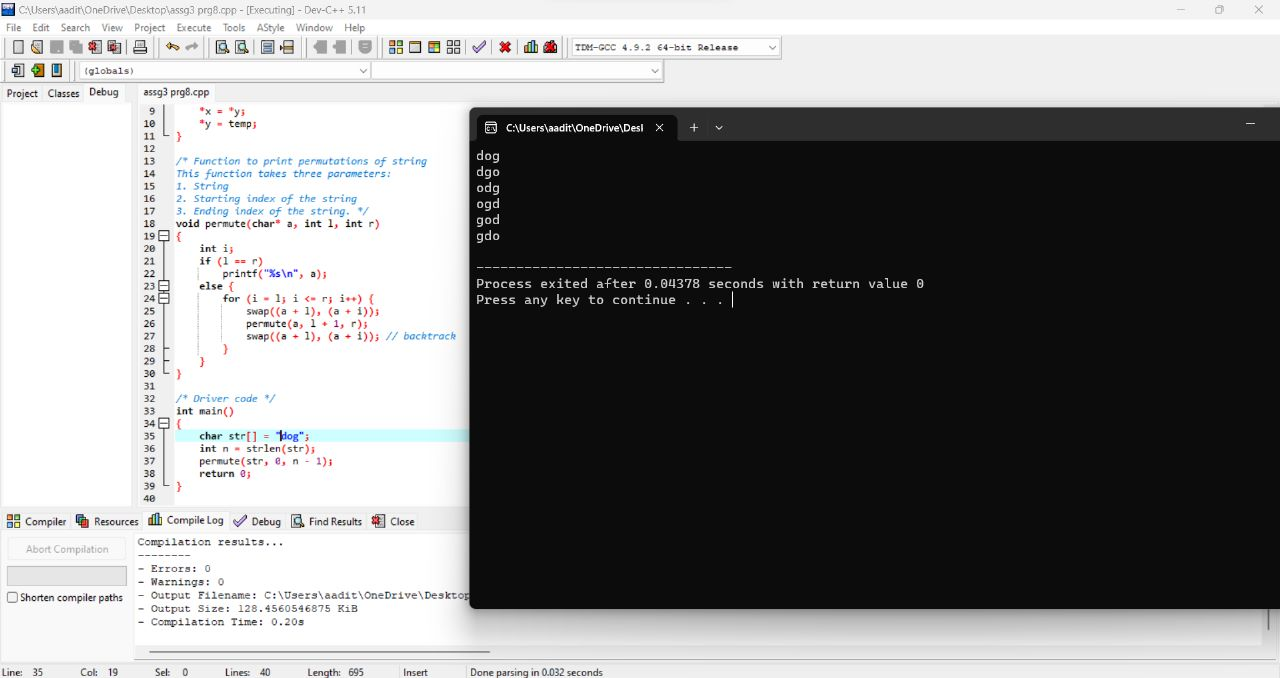 C:\Users\aadit\OneDrive\Desktop\assg3 prg8.cpp - [Executing] - Dev-C++ 5.11
File Edit Search View Project Execute Tools AStyle Window Help
TDM-GCC 4.9.2 64-bit Release
(globals)
Project Classes Debug
assg3 prg8.cpp
9 *x = *y;
10 *y = temp;
11 }
12
13 /* Function to print permutations of string
14 This function takes three parameters:
15 1. String
16 2. Starting index of the string
17 3. Ending index of the string. */
18 void permute(char* a, int l, int r)
19 {
20 int i;
21 if (l == r)
22 printf("%s\n", a);
23 else {
24 for (i = l; i <= r; i++) {
25 swap((a + l), (a + i));
26 permute(a, l + 1, r);
27 swap((a + l), (a + i)); // backtrack
28 }
29 }
30 }
31
32 /* Driver code */
33 int main()
34 {
35 char str[] = "dog";
36 int n = strlen(str);
37 permute(str, 0, n - 1);
38 return 0;
39 }
40
C:\Users\aadit\OneDrive\Desl
dog
dgo
odg
ogd
god
gdo
--------------------------------
Process exited after 0.04378 seconds with return value 0
Press any key to continue . . .
Compiler Resources Compile Log Debug Find Results Close
Abort Compilation
Shorten compiler paths
Compilation results...
--------
- Errors: 0
- Warnings: 0
- Output Filename: C:\Users\aadit\OneDrive\Desktop
- Output Size: 128.4560546875 KiB
- Compilation Time: 0.20s
Line: 35 Col: 19 Sel: 0 Lines: 40 Length: 695 Insert Done parsing in 0.032 seconds